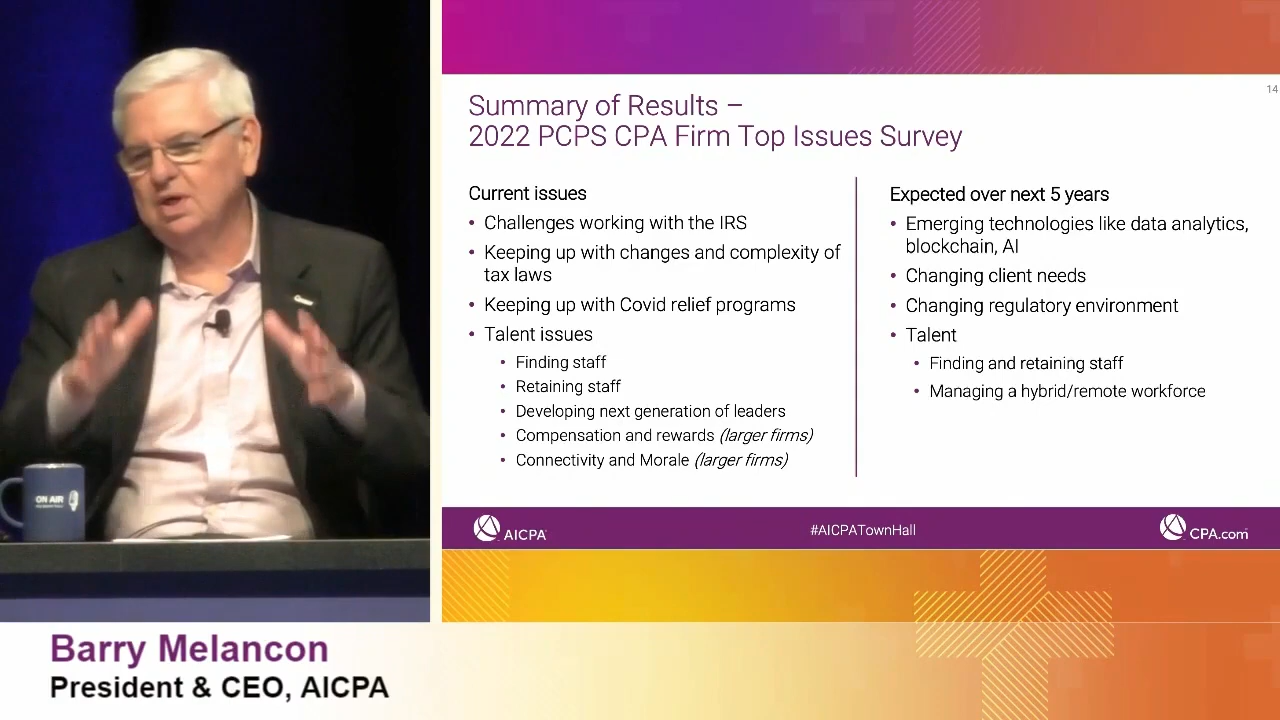 14
Summary of Results –
2022 PCPS CPA Firm Top Issues Survey
Current issues
• Challenges working with the IRS
• Keeping up with changes and complexity of
tax laws
• Keeping up with Covid relief programs
• Talent issues
• Finding staff
• Retaining staff
• Developing next generation of leaders
• Compensation and rewards (larger firms)
• Connectivity and Morale (larger firms)
Expected over next 5 years
• Emerging technologies like data analytics,
blockchain, AI
• Changing client needs
• Changing regulatory environment
• Talent
• Finding and retaining staff
• Managing a hybrid/remote workforce
AICPA
#AICPATownHall
CPA.com
ON AIR
Barry Melancon
President & CEO, AICPA